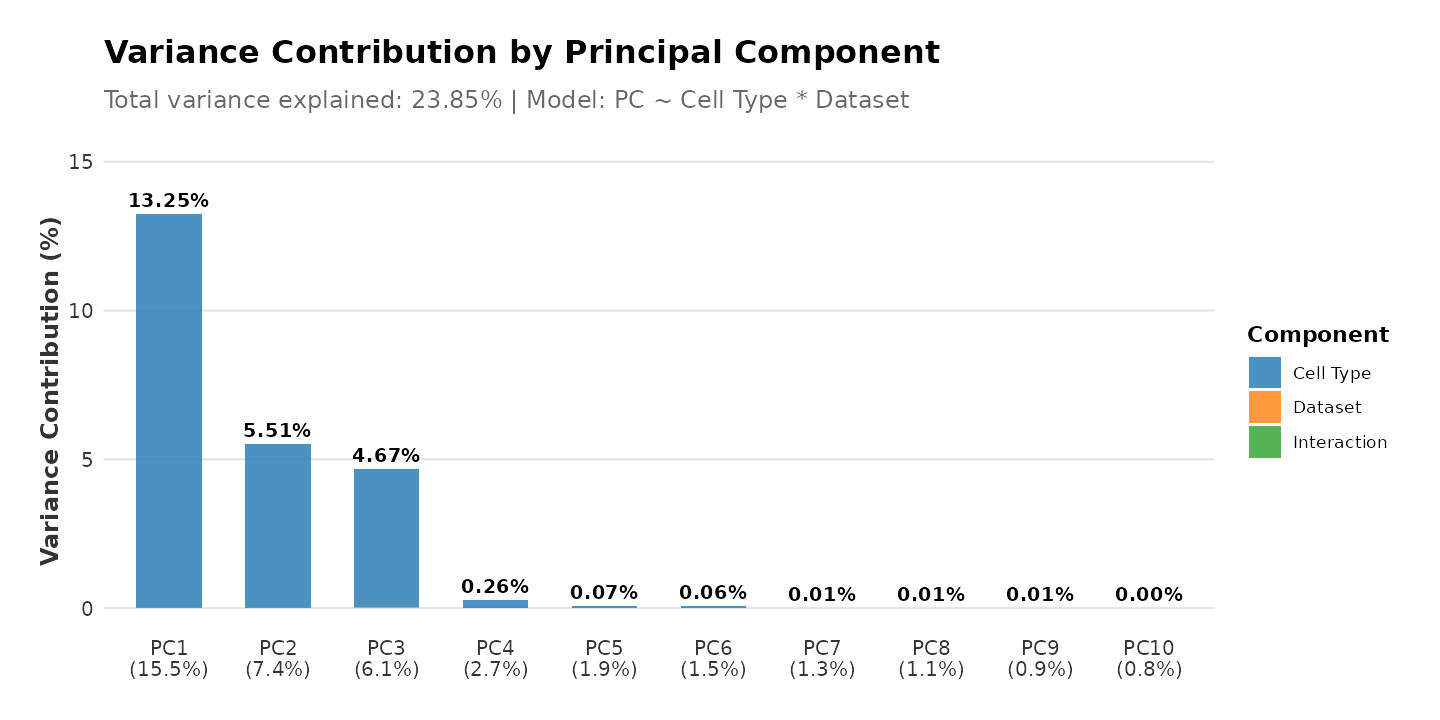 Variance Contribution by Principal Component
Total variance explained: 23.85% | Model: PC ~ Cell Type * Dataset
Variance Contribution (%)
15
10
5
0
13.25%
5.51%
4.67%
0.26%
0.07%
0.06%
0.01%
0.01%
0.01%
0.00%
PC1
(15.5%)
PC2
(7.4%)
PC3
(6.1%)
PC4
(2.7%)
PC5
(1.9%)
PC6
(1.5%)
PC7
(1.3%)
PC8
(1.1%)
PC9
(0.9%)
PC10
(0.8%)
Component
Cell Type
Dataset
Interaction